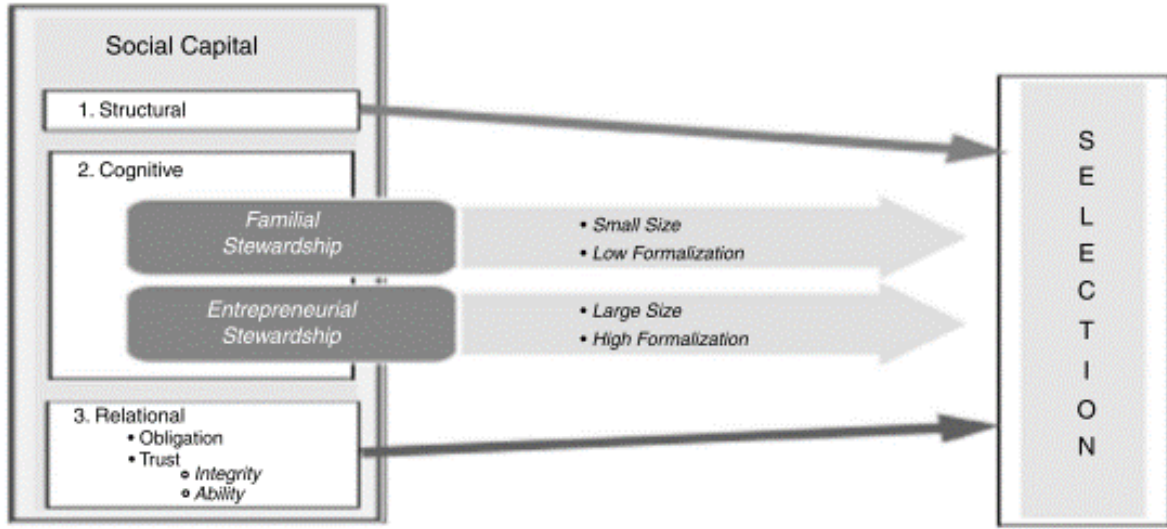 Social Capital
1. Structural
2. Cognitive
Familial
Stewardship
• Small Size
• Low Formalization
Entrepreneurial
Stewardship
• Large Size
• High Formalization
3. Relational
• Obligation
• Trust
o Integrity
o Ability
S
E
L
E
C
T
I
O
N